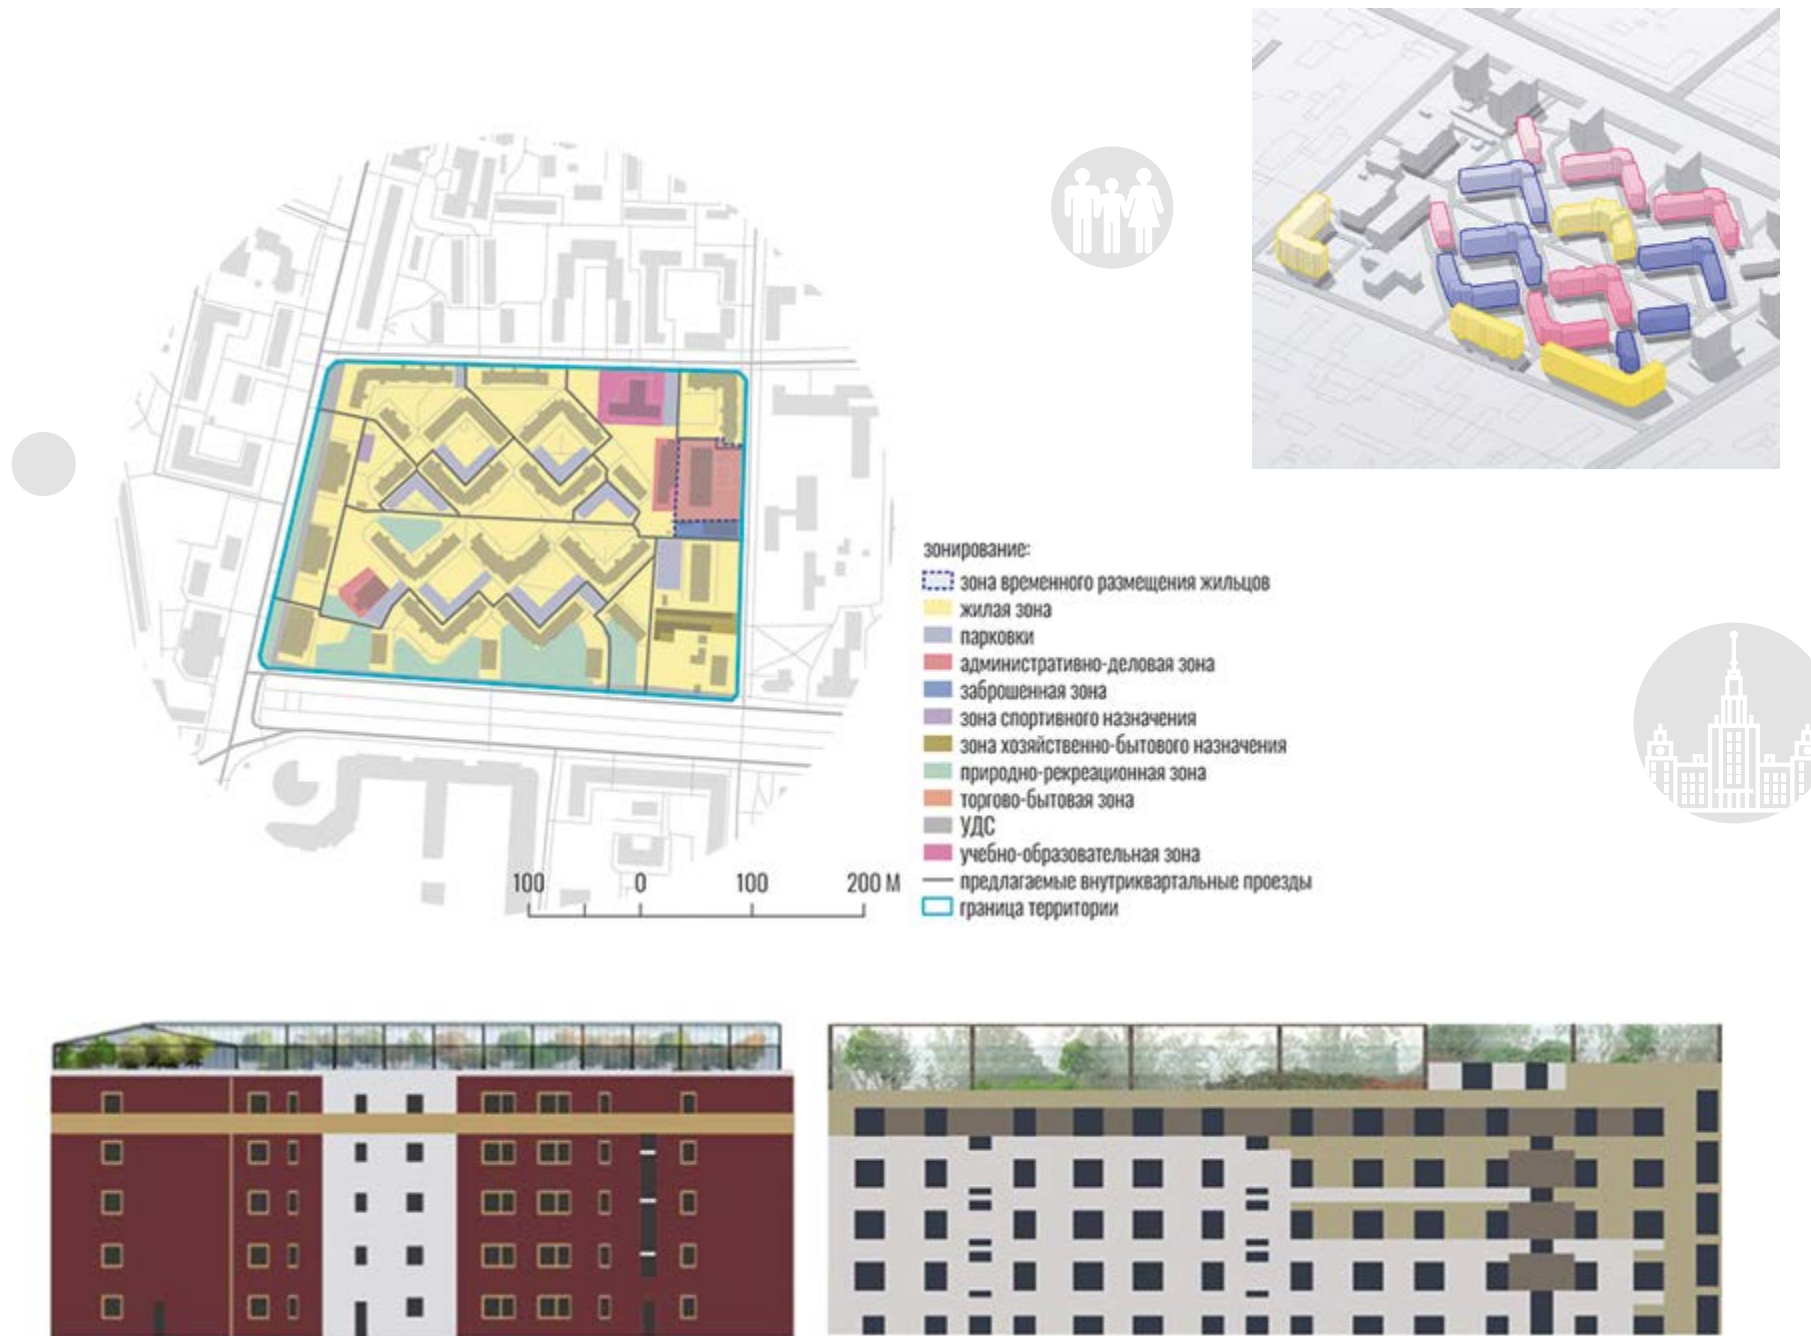 зонирование:
зона временного размещения жильцов
жилая зона
парковки
административно-деловая зона
заброшенная зона
зона спортивного назначения
зона хозяйственно-бытового назначения
природно-рекреационная зона
торгово-бытовая зона
УДС
учебно-образовательная зона
предлагаемые внутриквартальные проезды
граница территории
100 0 100 200 М